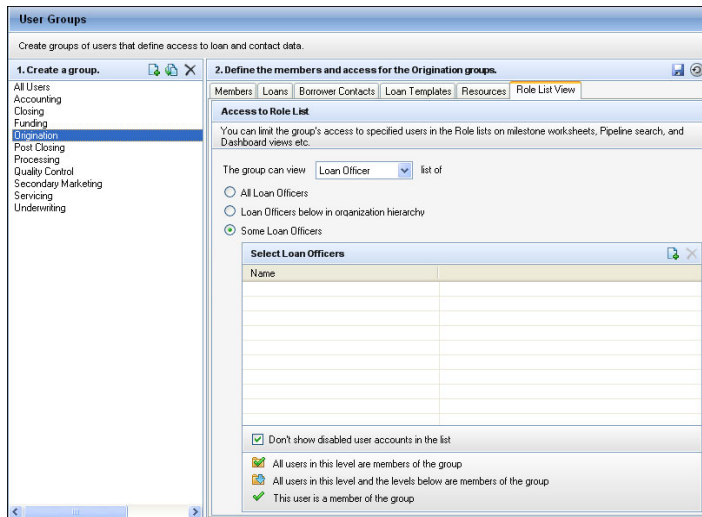 User Groups
Create groups of users that define access to loan and contact data.
1. Create a group.
All Users
Accounting
Closing
Funding
Origination
Post Closing
Processing
Quality Control
Secondary Marketing
Servicing
Underwriting
2. Define the members and access for the Origination groups.
Members Loans Borrower Contacts Loan Templates Resources Role List View
Access to Role List
You can limit the group's access to specified users in the Role lists on milestone worksheets, Pipeline search, and
Dashboard views etc.
The group can view Loan Officer list of
All Loan Officers
Loan Officers below in organization hierarchy
Some Loan Officers
Select Loan Officers
Name
Don't show disabled user accounts in the list
All users in this level are members of the group
All users in this level and the levels below are members of the group
This user is a member of the group